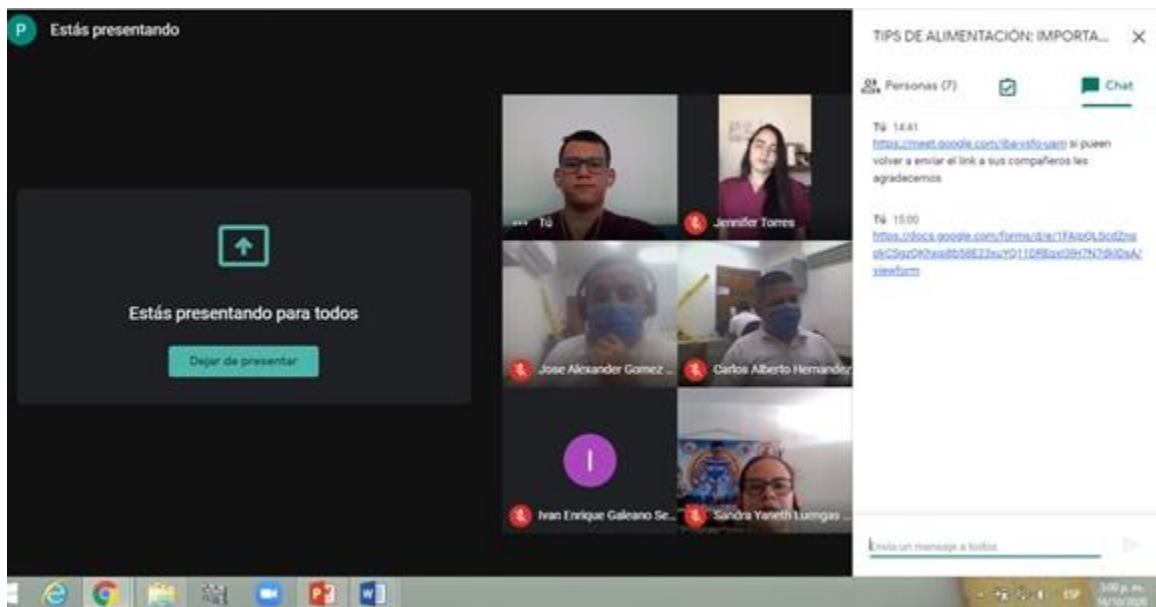 P
Estás presentando
TIPS DE ALIMENTACIÓN: IMPORTA...
Personas (7)
Chat
Tú 14:41
si pueen
volver a enviar el link a sus compañeros les
agradecemos
Tú 15:00
viewform
Estás presentando para todos
Dejar de presentar
Tú
Jennifer Torres
Jose Alexander Gomez ...
Carlos Alberto Hernandez
I
Ivan Enrique Galeano Se...
Sandra Yaneth Luengas ...
Envía un mensaje a todos
ESP
3:00 p. m.